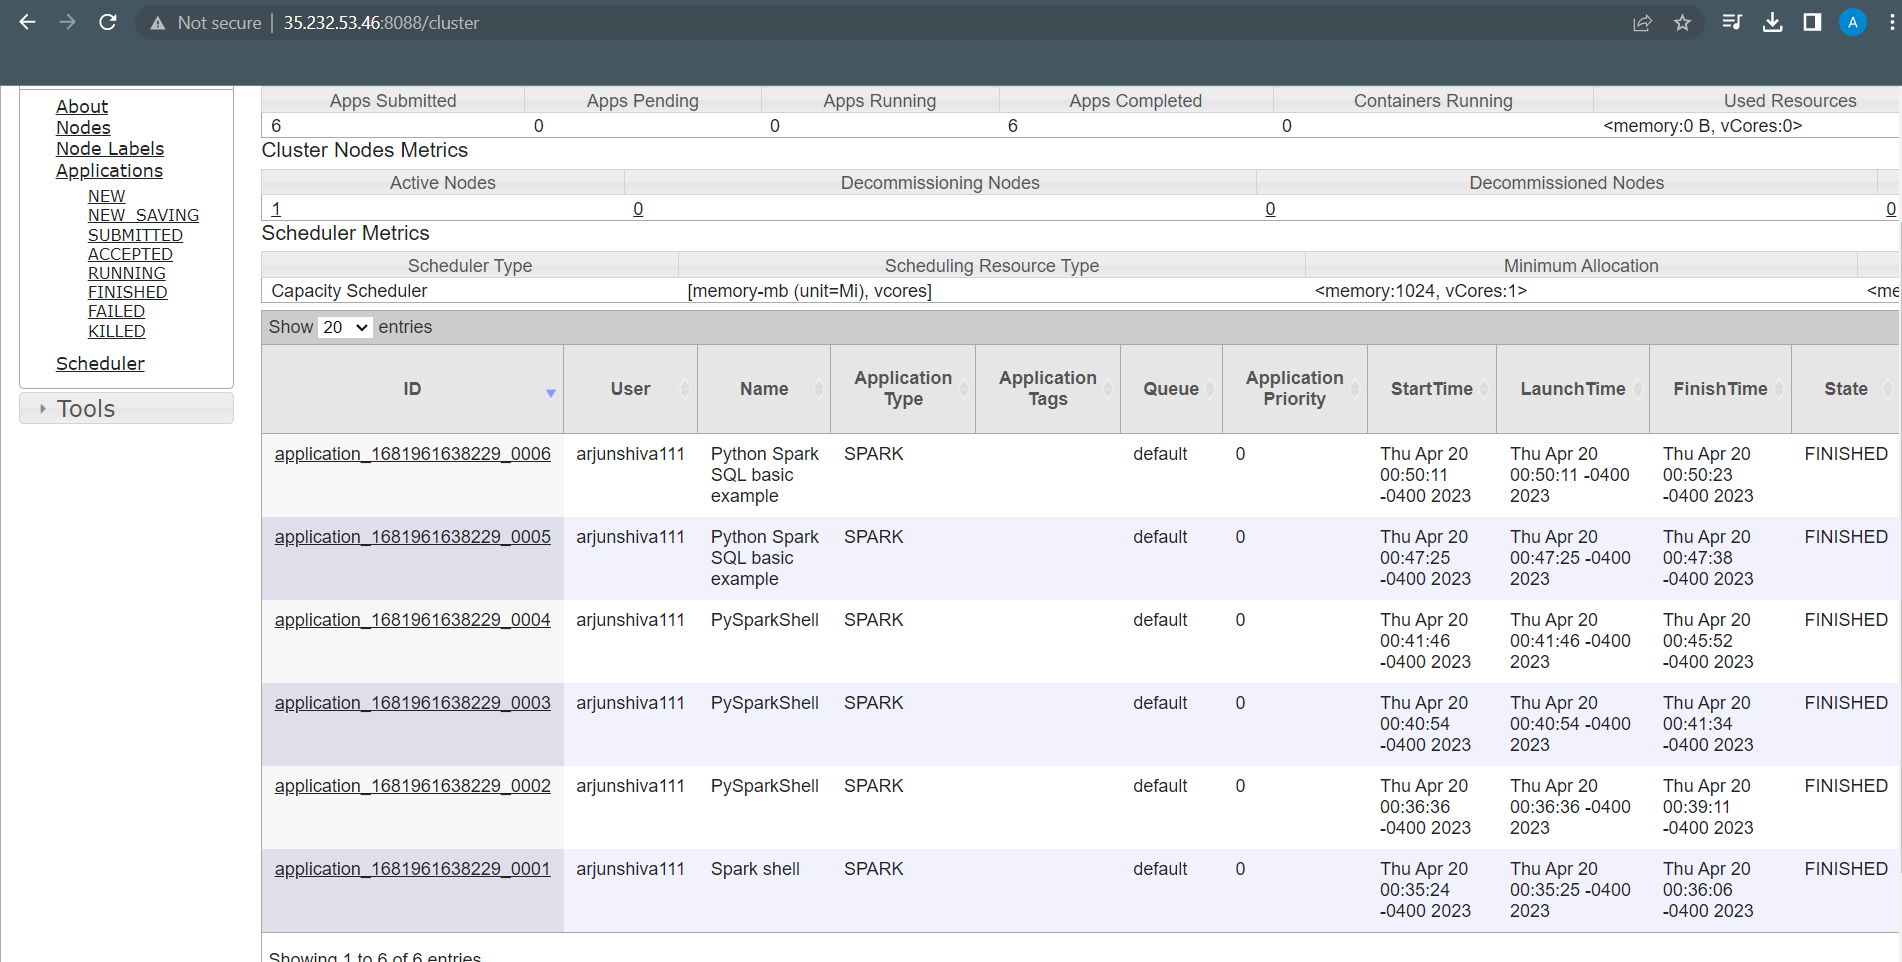 Not secure 35.232.53.46:8088/cluster A
About
Nodes
Node Labels
Applications
NEW
NEW_SAVING
SUBMITTED
ACCEPTED
RUNNING
FINISHED
FAILED
KILLED
Scheduler
Tools
Apps Submitted Apps Pending Apps Running Apps Completed Containers Running Used Resources
6 0 0 6 0 <memory:0 B, vCores:0>
Cluster Nodes Metrics
Active Nodes Decommissioning Nodes Decommissioned Nodes
1 0 0 0
Scheduler Metrics
Scheduler Type Scheduling Resource Type Minimum Allocation
Capacity Scheduler [memory-mb (unit=Mi), vcores] <memory:1024, vCores:1> <me
Show 20 entries
ID User Name Application Type Application Tags Queue Application Priority StartTime LaunchTime FinishTime State
application_1681961638229_0006 arjunshiva111 Python Spark SPARK default 0 Thu Apr 20 Thu Apr 20 Thu Apr 20 FINISHED
SQL basic 00:50:11 00:50:11 -0400 00:50:23
example -0400 2023 2023 -0400 2023
application_1681961638229_0005 arjunshiva111 Python Spark SPARK default 0 Thu Apr 20 Thu Apr 20 Thu Apr 20 FINISHED
SQL basic 00:47:25 00:47:25 -0400 00:47:38
example -0400 2023 2023 -0400 2023
application_1681961638229_0004 arjunshiva111 PySparkShell SPARK default 0 Thu Apr 20 Thu Apr 20 Thu Apr 20 FINISHED
00:41:46 00:41:46 -0400 00:45:52
-0400 2023 2023 -0400 2023
application_1681961638229_0003 arjunshiva111 PySparkShell SPARK default 0 Thu Apr 20 Thu Apr 20 Thu Apr 20 FINISHED
00:40:54 00:40:54 -0400 00:41:34
-0400 2023 2023 -0400 2023
application_1681961638229_0002 arjunshiva111 PySparkShell SPARK default 0 Thu Apr 20 Thu Apr 20 Thu Apr 20 FINISHED
00:36:36 00:36:36 -0400 00:39:11
-0400 2023 2023 -0400 2023
application_1681961638229_0001 arjunshiva111 Spark shell SPARK default 0 Thu Apr 20 Thu Apr 20 Thu Apr 20 FINISHED
00:35:24 00:35:25 -0400 00:36:06
-0400 2023 2023 -0400 2023
Showing 1 to 6 of 6 entries